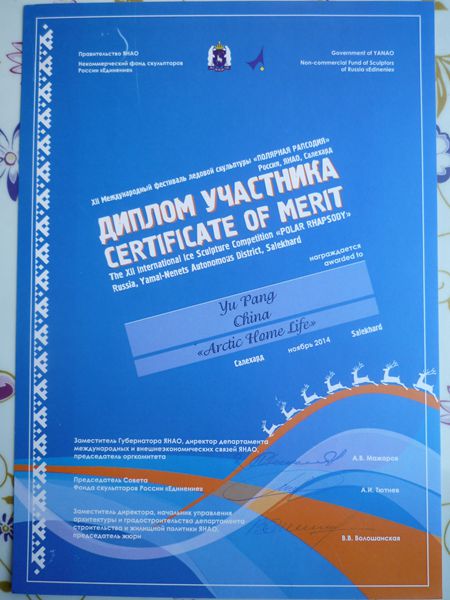 Правительство ЯНАО
Некоммерческий фонд скульпторов
России «Единение»
Government of YANAO
Non-commercial Fund of Sculptors
of Russia «Edinenie»
XII Международный фестиваль ледовой скульптуры «ПОЛЯРНАЯ РАПСОДИЯ»
Россия, ЯНАО, Салехард
ДИПЛОМ УЧАСТНИКА
CERTIFICATE OF MERIT
The XII International Ice Sculpture Competition «POLAR RHAPSODY»
Russia, Yamal-Nenets Autonomous District, Salekhard
награждается
awarded to
Yu Pang
China
«Arctic Home Life»
Салехард ноябрь 2014 Salekhard
Заместитель Губернатора ЯНАО, директор департамента
международных и внешнеэкономических связей ЯНАО,
председатель оргкомитета
А.В. Мажаров
Председатель Совета
Фонда скульпторов России «Единение»
А.И. Тютнев
Заместитель директора, начальник управления
архитектуры и градостроительства департамента
строительства и жилищной политики ЯНАО,
председатель жюри
В.В. Волошанская